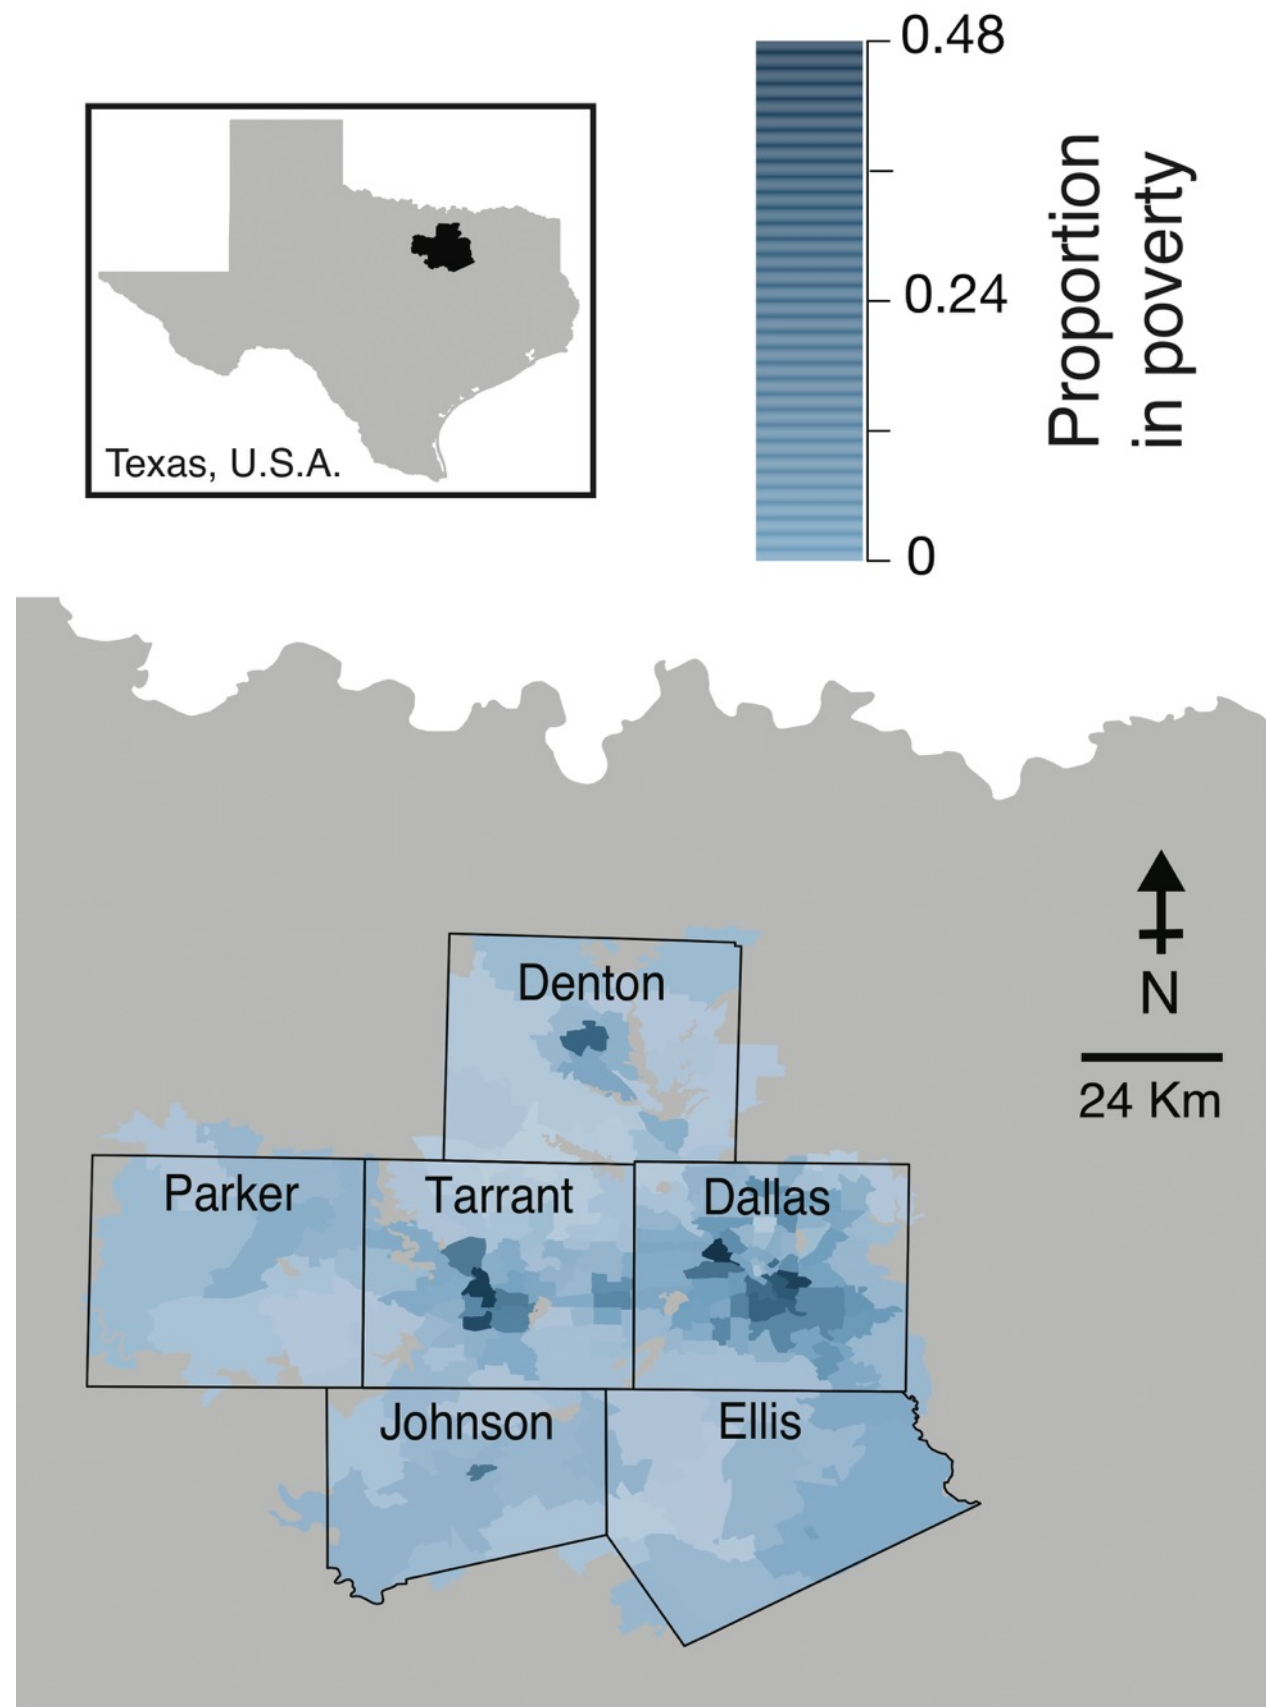 0.48
0.24
0
Proportion
in poverty
Texas, U.S.A.
N
24 Km
Denton
Parker
Tarrant
Dallas
Johnson
Ellis